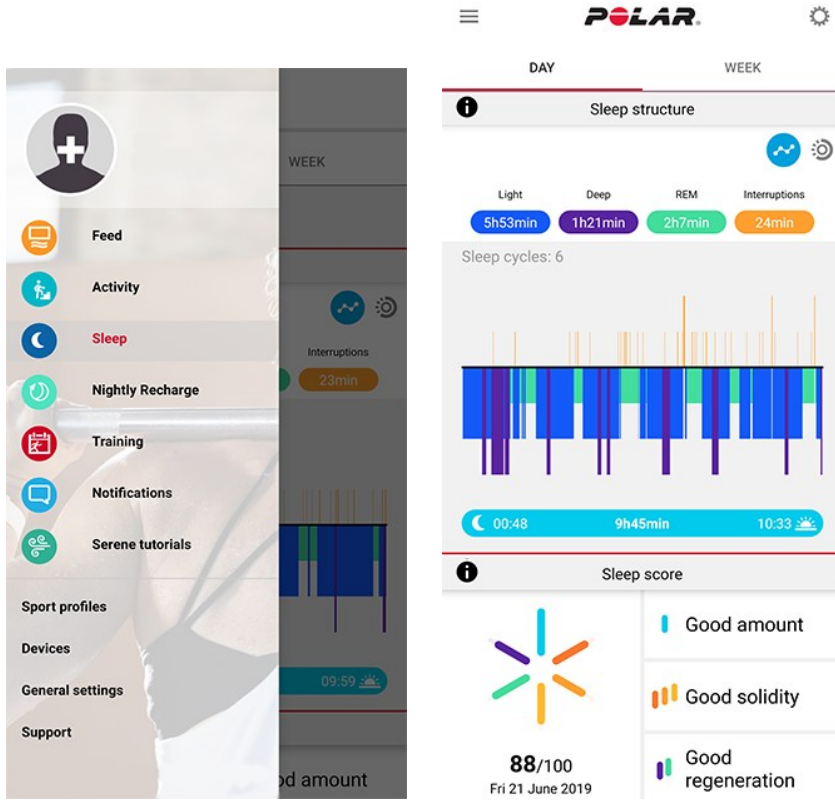 WEEK
Feed
Activity
Sleep
Interruptions
23min
Nightly Recharge
Training
Notifications
Serene tutorials
Sport profiles
Devices
General settings
09:59
Support
od amount
POLAR.
DAY WEEK
Sleep structure
Light Deep REM Interruptions
5h53min 1h21min 2h7min 24min
Sleep cycles: 6
00:48 9h45min 10:33
Sleep score
Good amount
Good solidity
88/100
Fri 21 June 2019
Good
regeneration